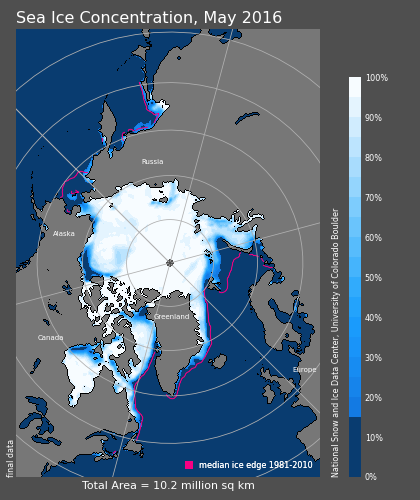 Sea Ice Concentration, May 2016
Russia
Alaska
Greenland
Canada
Europe
median ice edge 1981-2010
final data
Total Area = 10.2 million sq km
National Snow and Ice Data Center, University of Colorado Boulder
100%
90%
80%
70%
60%
50%
40%
30%
20%
10%
0%